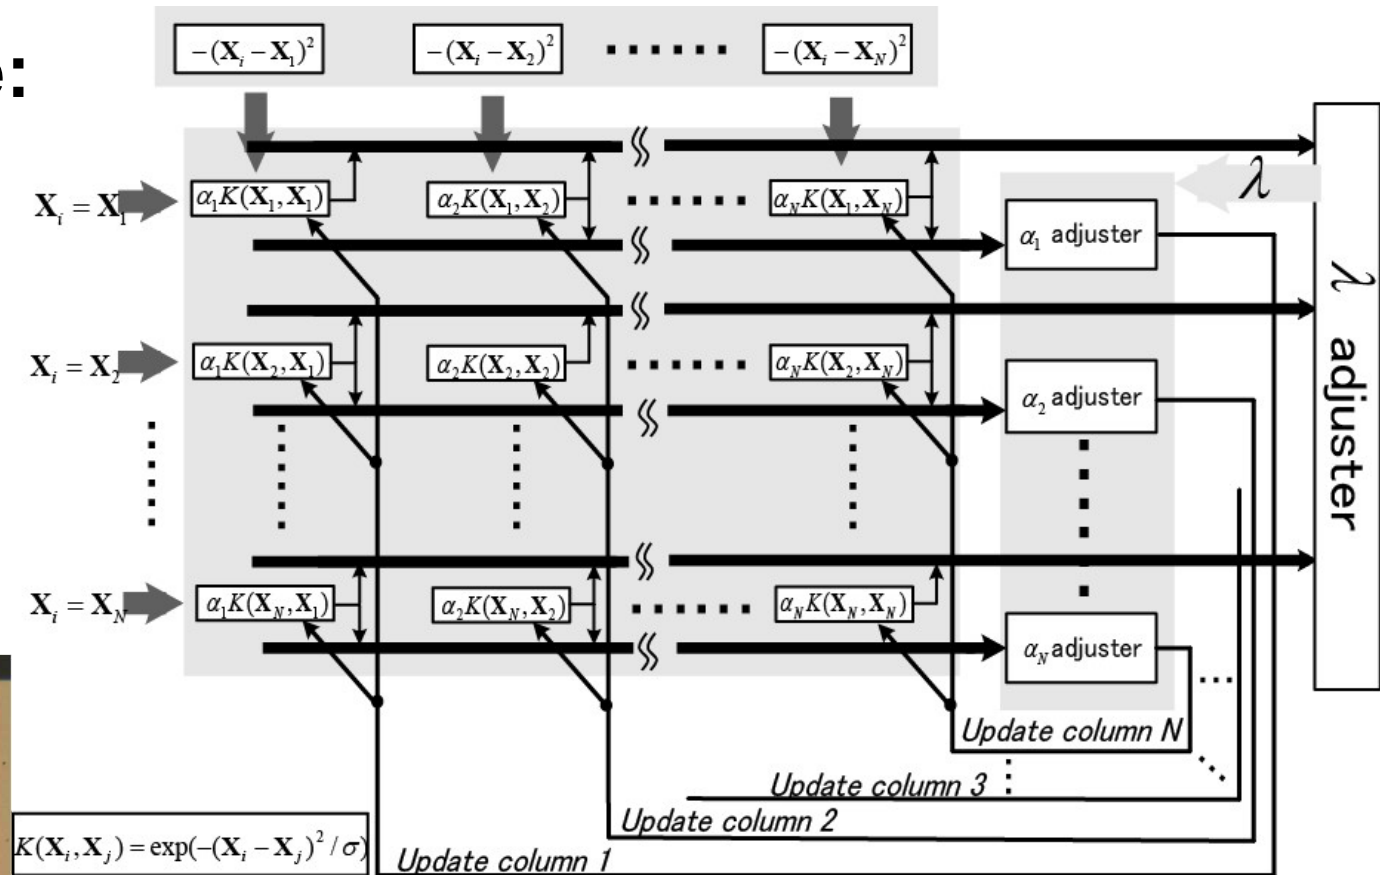 e:
−(X_i − X_1)^2 −(X_i − X_2)^2 ······· −(X_i − X_N)^2
X_i = X_1 α_1K(X_1, X_1) α_2K(X_1, X_2) ······· α_NK(X_1, X_N) λ
α_1 adjuster
λ adjuster
X_i = X_2 α_1K(X_2, X_1) α_2K(X_2, X_2) ······· α_NK(X_2, X_N)
α_2 adjuster
X_i = X_N α_1K(X_N, X_1) α_2K(X_N, X_2) ······· α_NK(X_N, X_N)
α_N adjuster
Update column N
Update column 3
Update column 2
K(X_i, X_j) = exp(−(X_i − X_j)^2 / σ)
Update column 1